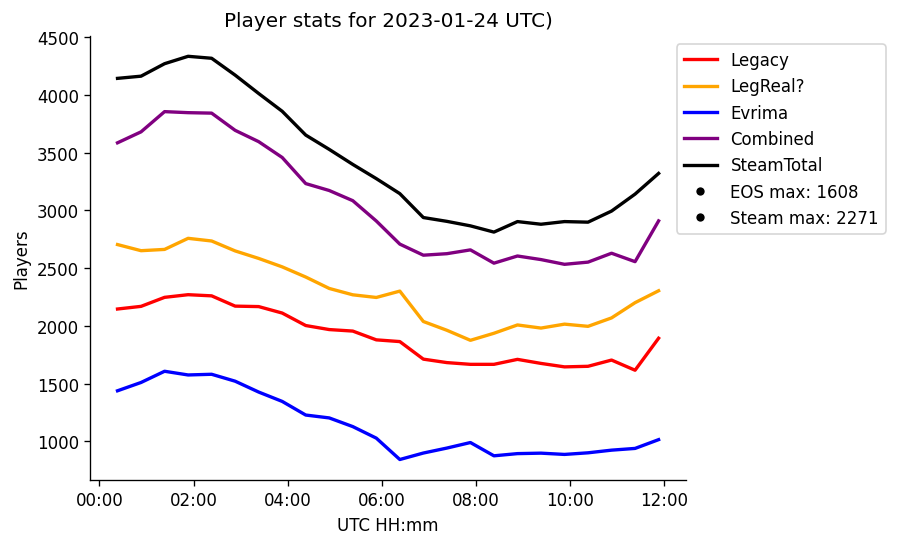 Player stats for 2023-01-24 UTC)
4500
4000
3500
3000
2500
2000
1500
1000
Players
00:00 02:00 04:00 06:00 08:00 10:00 12:00
UTC HH:mm
Legacy
LegReal?
Evrima
Combined
SteamTotal
EOS max: 1608
Steam max: 2271